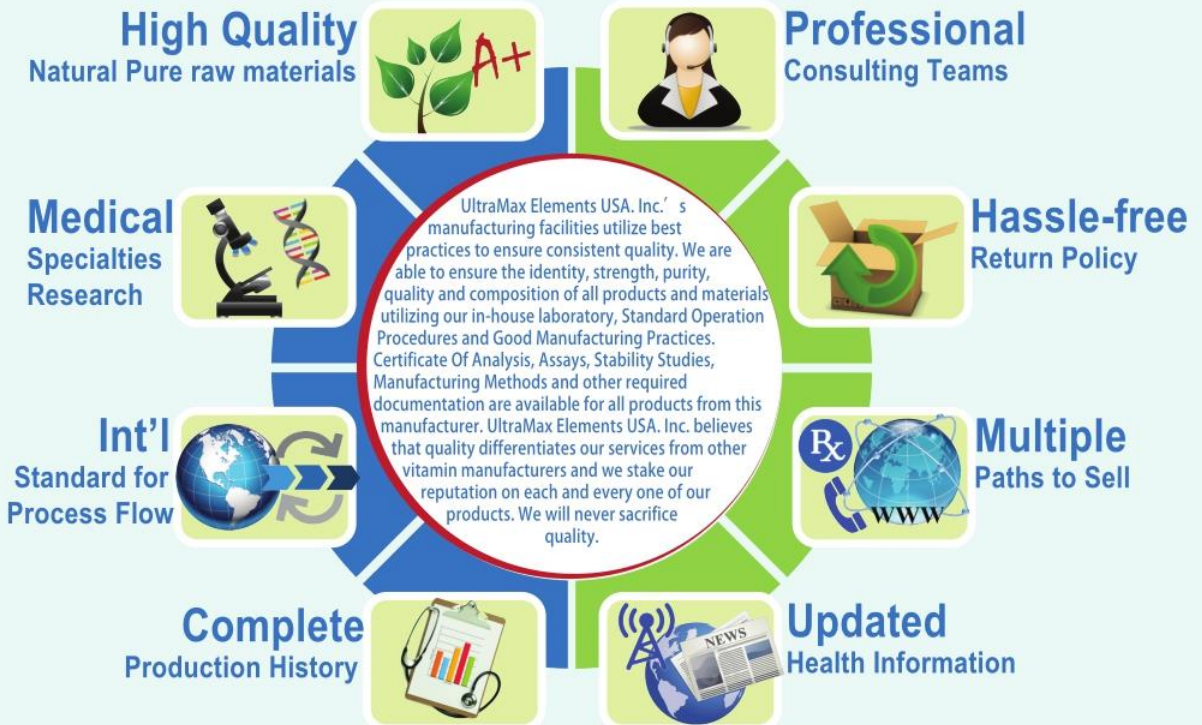 High Quality
Natural Pure raw materials
A+
Professional
Consulting Teams
Medical
Specialties
Research
Hassle-free
Return Policy
UltraMax Elements USA. Inc.′ s
manufacturing facilities utilize best
practices to ensure consistent quality. We are
able to ensure the identity, strength, purity,
quality and composition of all products and materials
utilizing our in-house laboratory, Standard Operation
Procedures and Good Manufacturing Practices.
Certificate Of Analysis, Assays, Stability Studies,
Manufacturing Methods and other required
documentation are available for all products from this
manufacturer. UltraMax Elements USA. Inc. believes
that quality differentiates our services from other
vitamin manufacturers and we stake our
reputation on each and every one of our
products. We will never sacrifice
quality.
Int'l
Standard for
Process Flow
Rx
WWW
Multiple
Paths to Sell
Complete
Production History
NEWS
Updated
Health Information